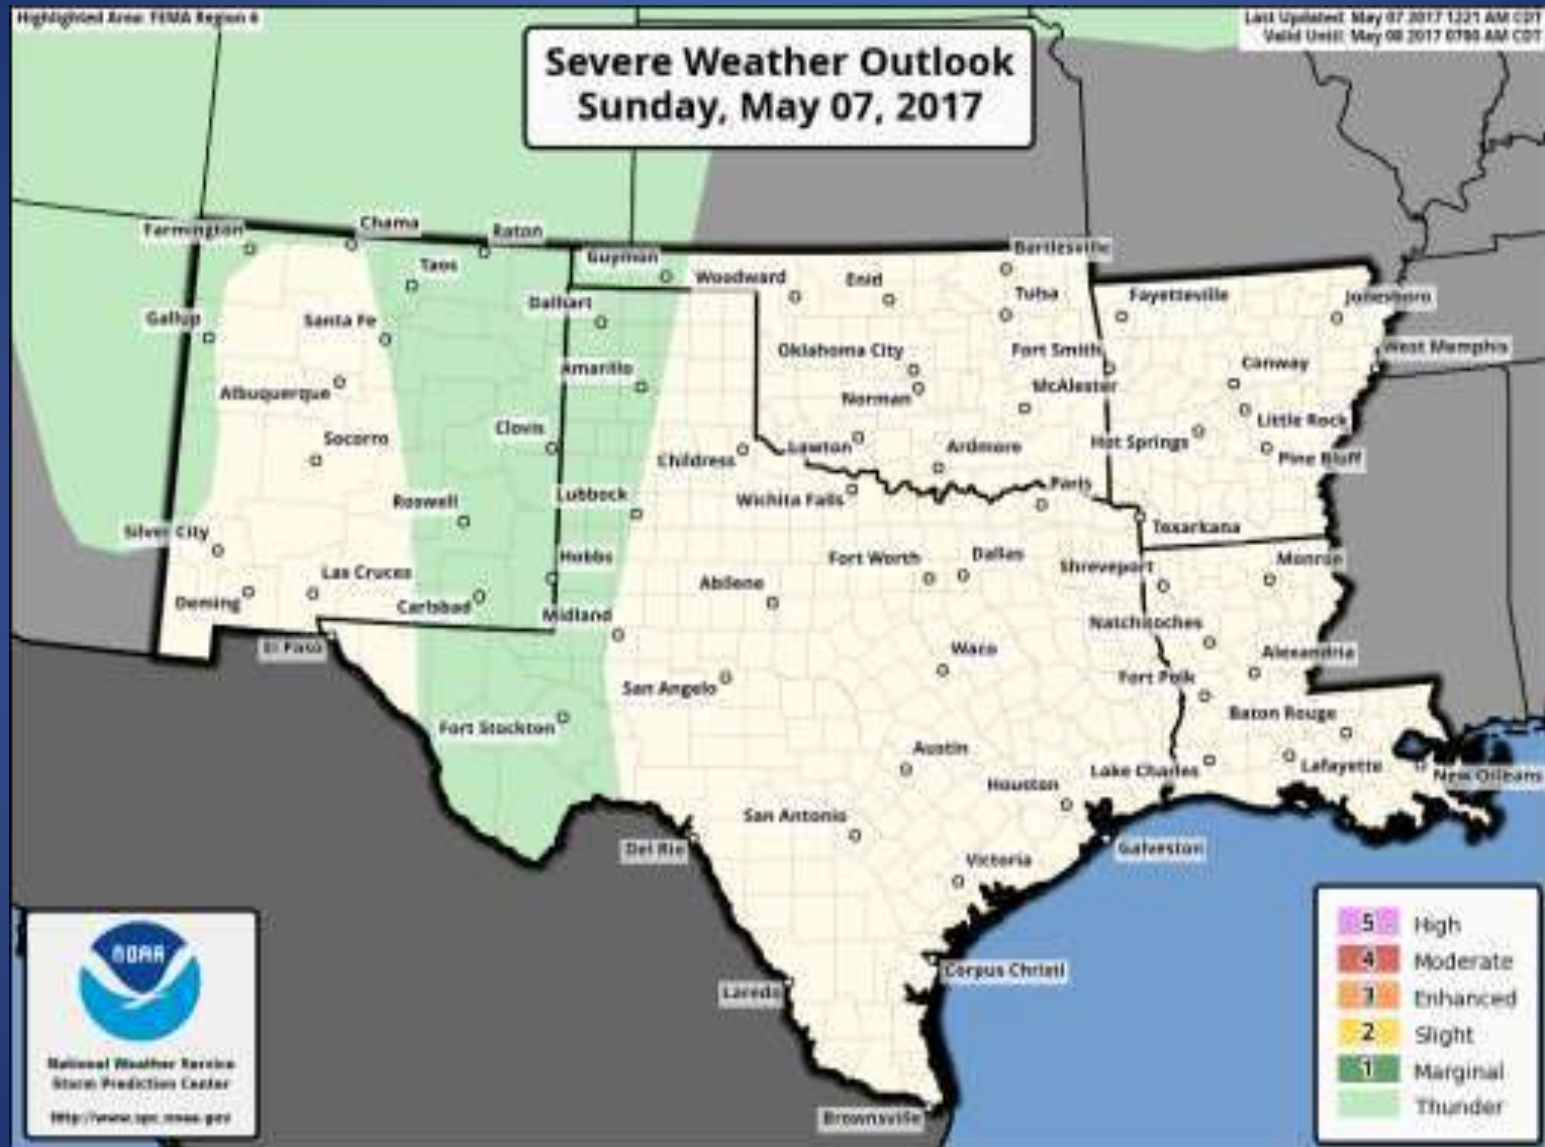 Highlighted Area: FEMA Region 6
Last Updated: May 07 2017 1221 AM CDT
Valid Until: May 08 2017 0700 AM CDT
Severe Weather Outlook
Sunday, May 07, 2017
Farmington
Chama
Raton
Taos
Guymon
Woodward
Enid
Bartlesville
Gallup
Santa Fe
Dalhart
Tulsa
Fayetteville
Jonesboro
Albuquerque
Amarillo
Oklahoma City
Fort Smith
West Memphis
Norman
McAlester
Conway
Socorro
Clovis
Childress
Lawton
Ardmore
Hot Springs
Little Rock
Pine Bluff
Roswell
Lubbock
Wichita Falls
Paris
Texarkana
Silver City
Hobbs
Fort Worth
Dallas
Shreveport
Monroe
Deming
Las Cruces
Carlsbad
Midland
Abilene
Natchitoches
El Paso
San Angelo
Waco
Fort Polk
Alexandria
Fort Stockton
Austin
Baton Rouge
Houston
Lake Charles
Lafayette
New Orleans
Del Rio
San Antonio
Galveston
Victoria
Laredo
Corpus Christi
Brownsville
NOAA
National Weather Service
Storm Prediction Center
http://www.spc.noaa.gov
5 High
4 Moderate
3 Enhanced
2 Slight
1 Marginal
Thunder